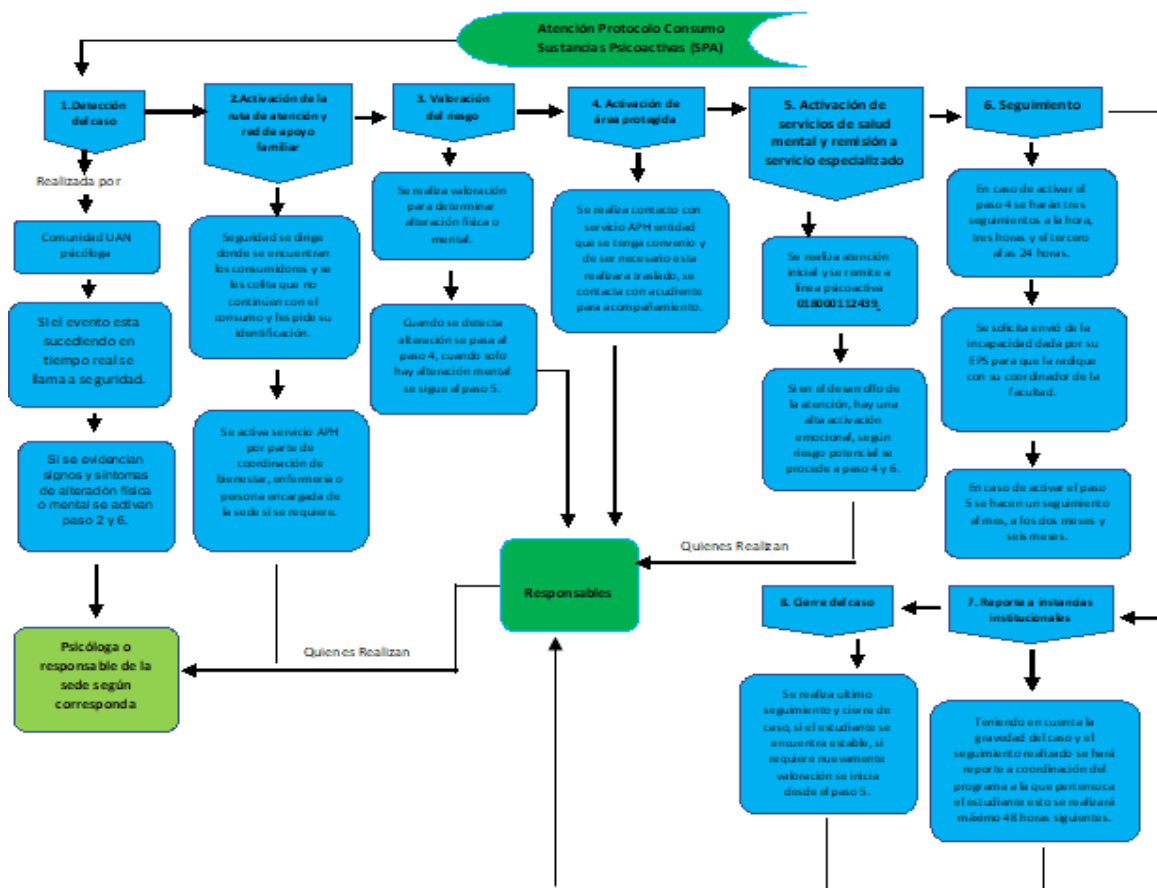 Atención Protocolo Consumo
Sustancias Psicoactivas (SPA)
1.Detección
del caso
2.Activación de la
ruta de atención y
red de apoyo
familiar
3. Valoración
del riesgo
4. Activación de
área protegida
5. Activación de
servicios de salud
mental y remisión a
servicio especializado
6. Seguimiento
Realizada por
Comunidad UAN
psicóloga
Si el evento esta
sucediendo en
tiempo real se
llama a seguridad.
Si se evidencian
signos y síntomas
de alteración física
o mental se activan
paso 2 y 6.
Psicóloga o
responsable de la
sede según
corresponda
Seguridad se dirige
donde se encuentran
los consumidores y se
les colita que no
continúen con el
consumo y les pide su
identificación.
Se activa servicio APH
por parte de
coordinación de
bienestar, enfermería o
persona encargada de
la sede si se requiere.
Se realiza valoración
para determinar
alteración física o
mental.
Cuando se detecta
alteración se pasa al
paso 4, cuando solo
hay alteración mental
se sigue al paso 5.
Se realiza contacto con
servicio APH entidad
que se tenga convenio y
de ser necesario esta
realizara traslado, se
contacta con acudiente
para acompañamiento.
Se realiza atención
inicial y se remite a
línea psicoactiva
018000112439.
Si en el desarrollo de
la atención, hay una
alta activación
emocional, según
riesgo potencial se
procede a paso 4 y 6.
En caso de activar el
paso 4 se harán tres
seguimientos a la hora,
tres horas y el tercero
a las 24 horas.
Se solicita envió de la
incapacidad dada por su
EPS para que la radique
con su coordinador de la
facultad.
En caso de activar el paso
5 se hacen un seguimiento
al mes, a los dos meses y
seis meses.
Quienes Realizan
Responsables
Quienes Realizan
8. Cierre del caso
7. Reporte a instancias
institucionales
Se realiza ultimo
seguimiento y cierre de
caso, si el estudiante se
encuentra estable, si
requiere nuevamente
valoración se inicia
desde el paso 5.
Teniendo en cuenta la
gravedad del caso y el
seguimiento realizado se hará
reporte a coordinación del
programa a la que pertenezca
el estudiante esto se realizará
máximo 48 horas siguientes.